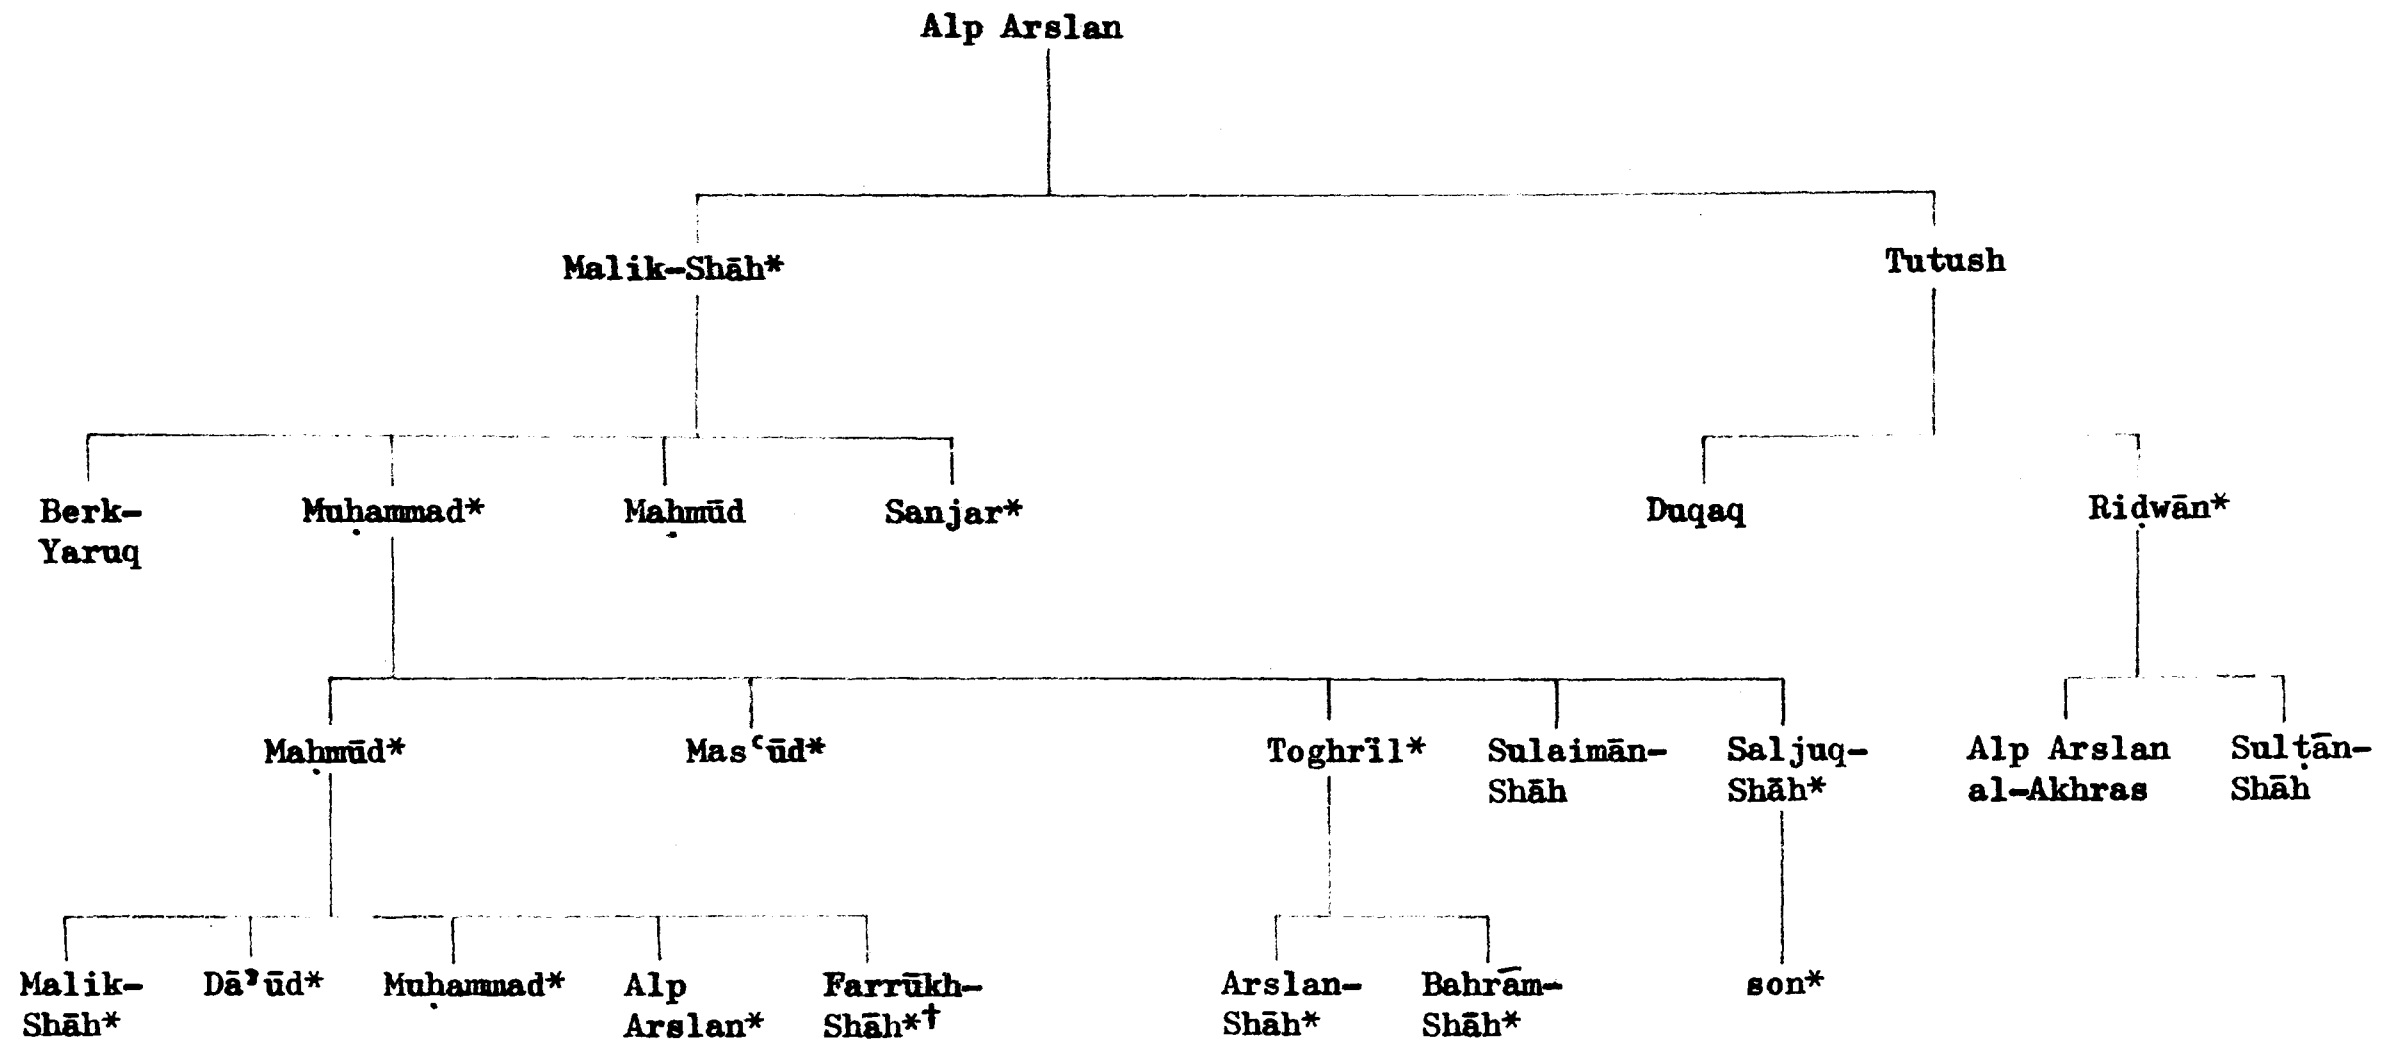 Alp Arslan
Malik-Shāh*
Tutush
Berk-
Yaruq
Muḥammad*
Maḥmūd
Sanjar*
Duqaq
Riḍwān*
Maḥmūd*
Masʿūd*
Toghrïl*
Sulaimān-
Shāh
Saljuq-
Shāh*
Alp Arslan
al-Akhras
Sulṭān-
Shāh
Malik-
Shāh*
Dāʾūd*
Muḥammad*
Alp
Arslan*
Farrūkh-
Shāh*†
Arslan-
Shāh*
Bahrām-
Shāh*
son*